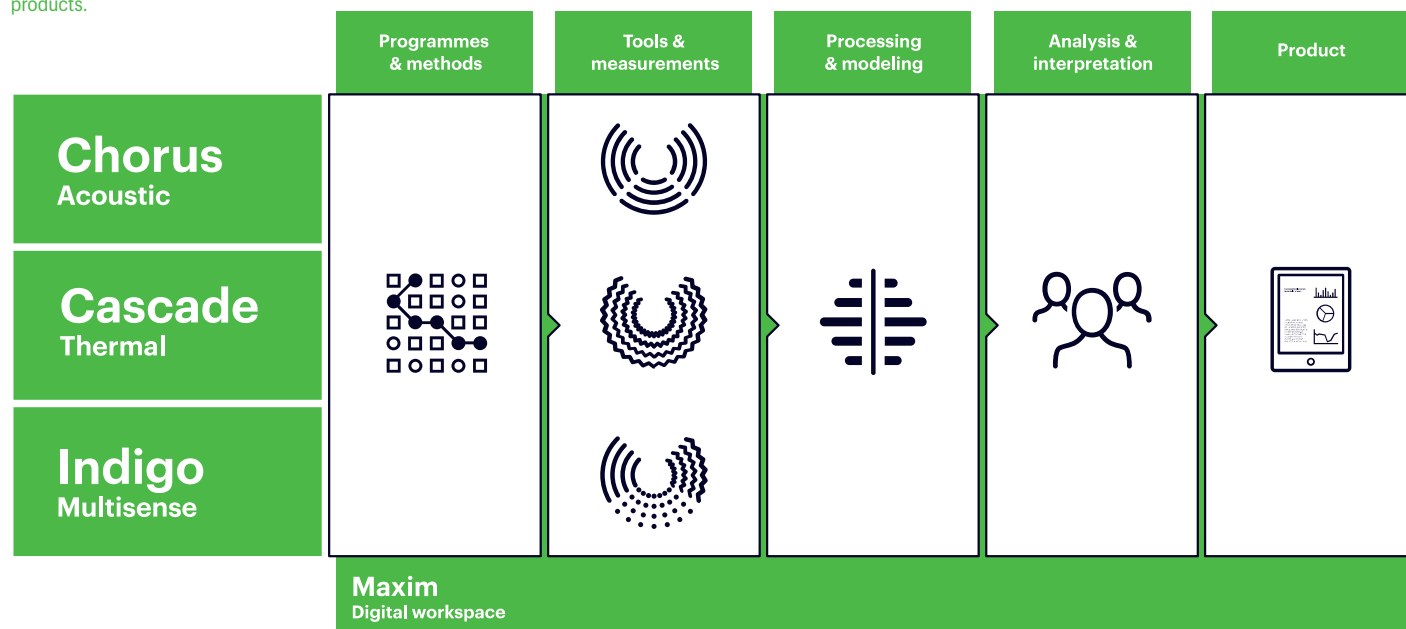 products.
Programmes
& methods
Tools &
measurements
Processing
& modeling
Analysis &
interpretation
Product
Chorus
Acoustic
Cascade
Thermal
Indigo
Multisense
Maxim
Digital workspace